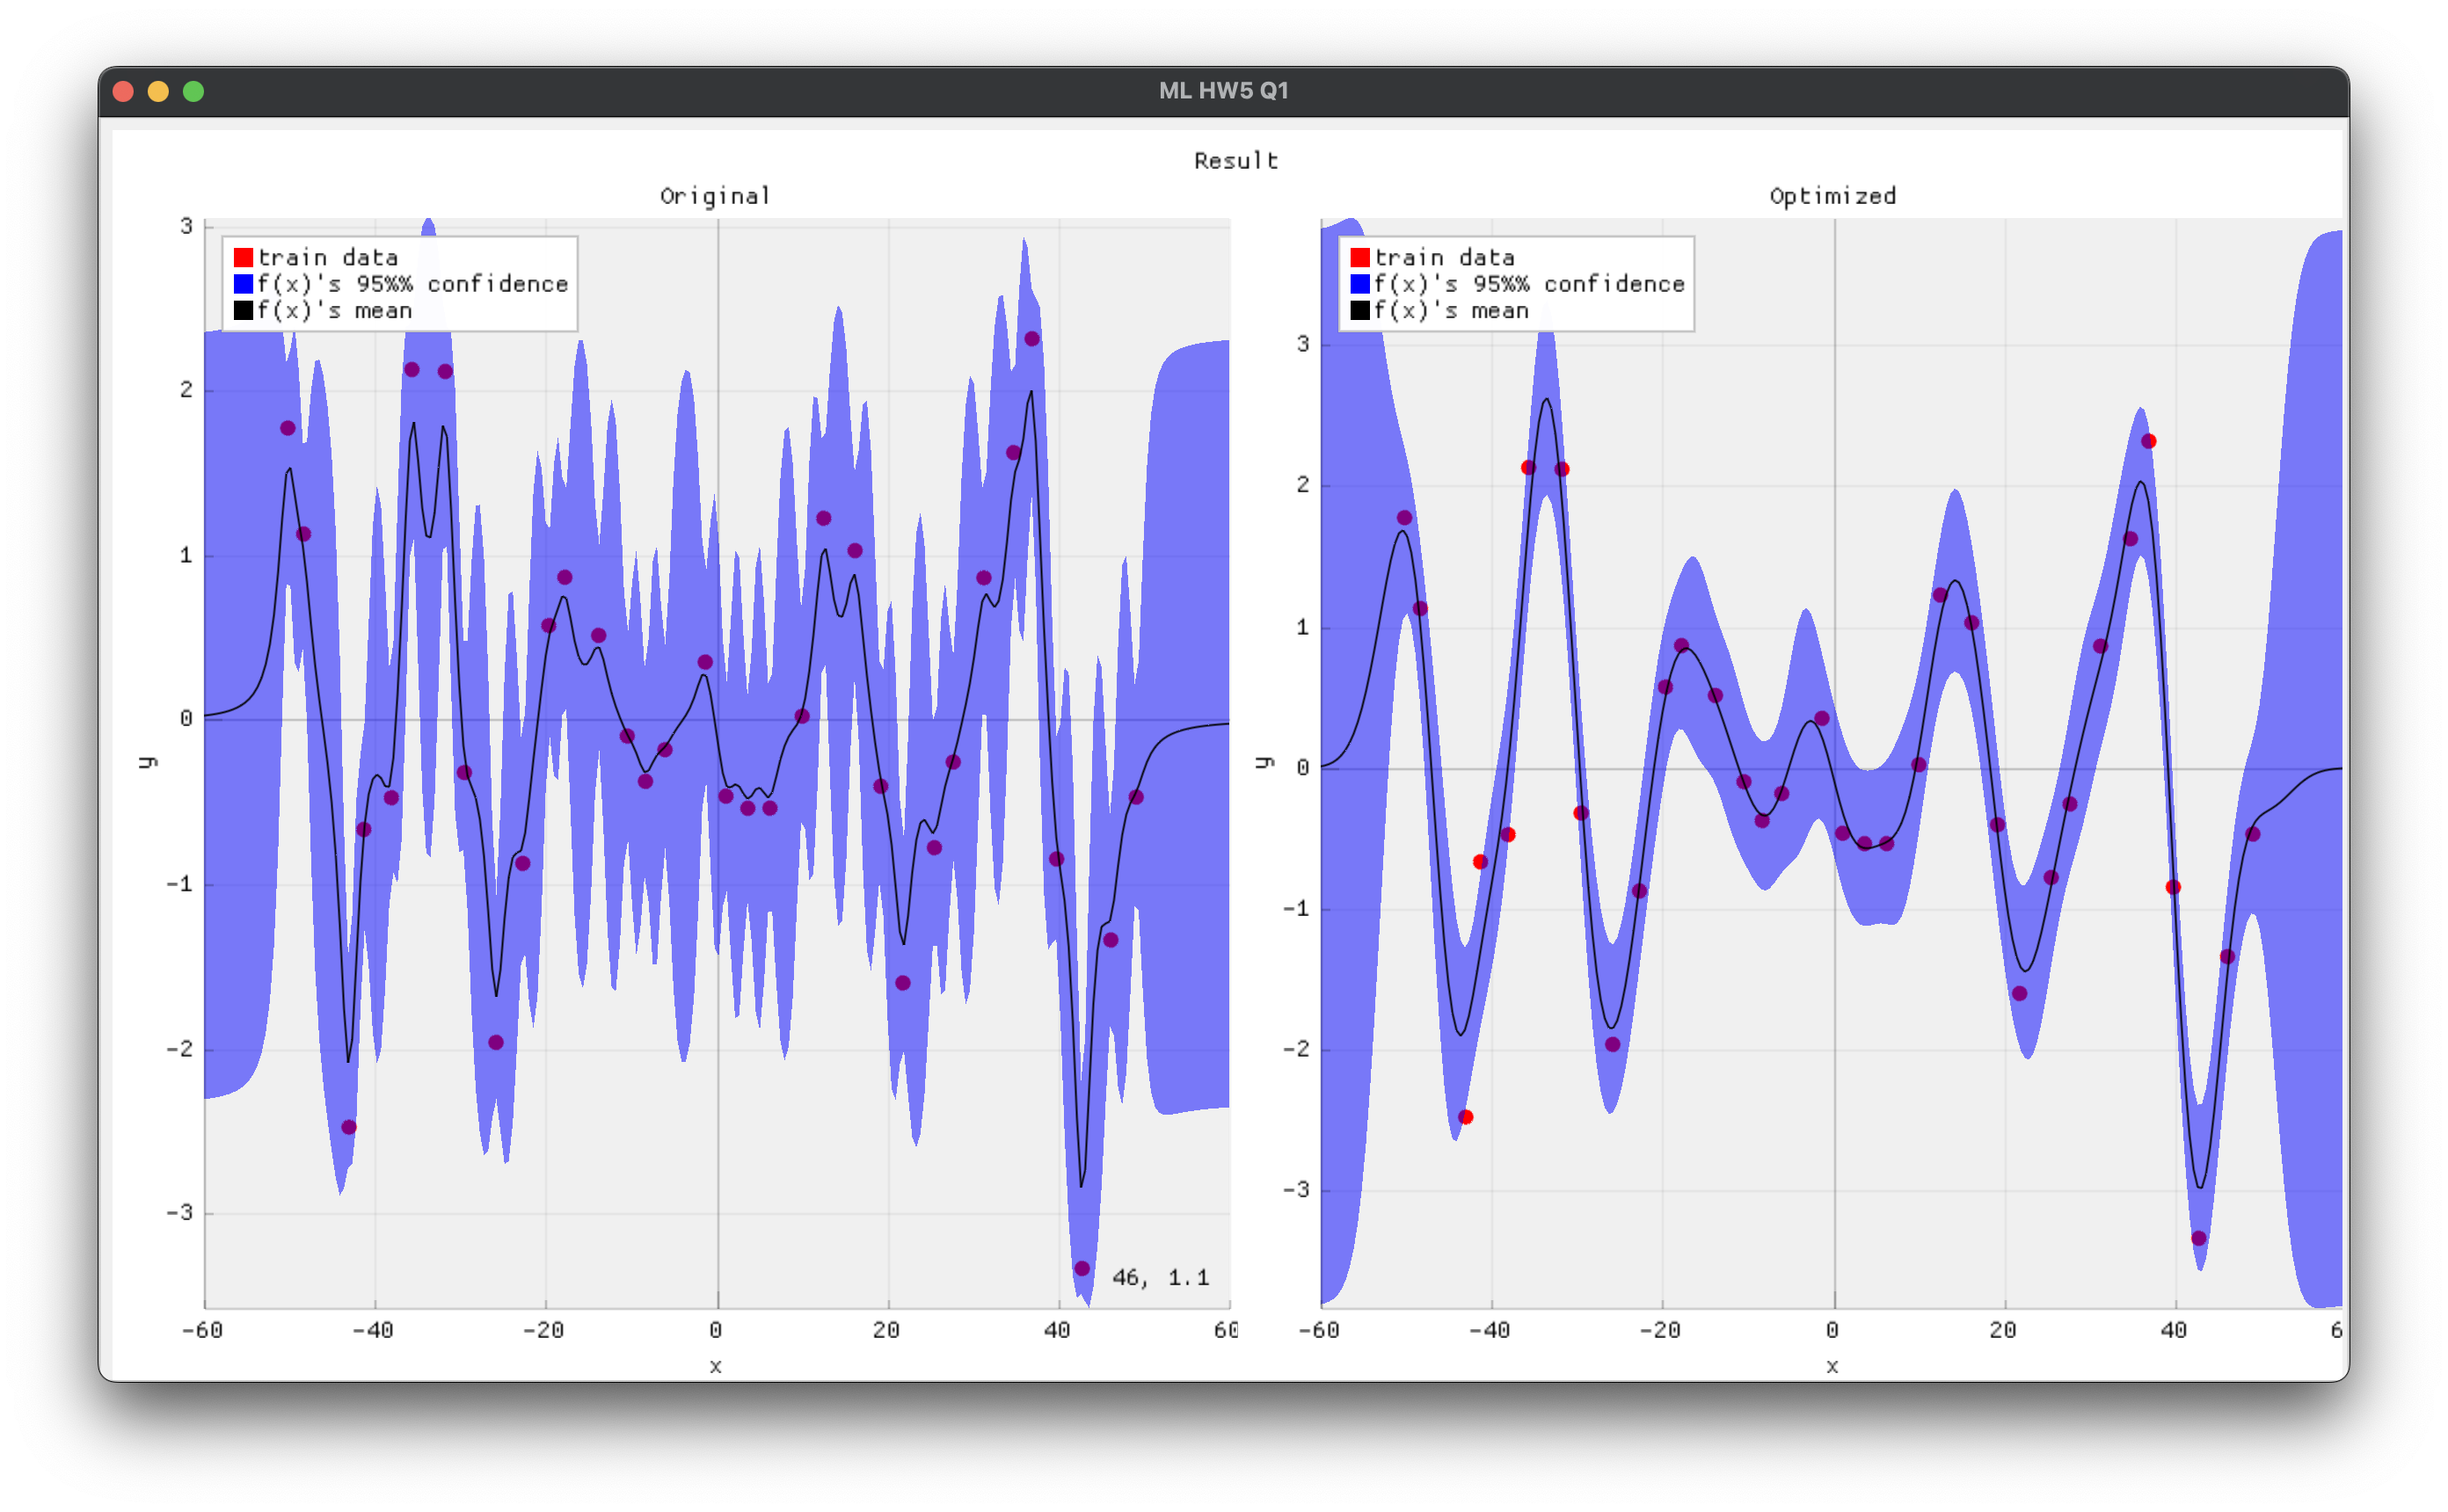 ML HW5 Q1
Result
Original
train data
f(x)'s 95%% confidence
f(x)'s mean
3
2
1
0
-1
-2
-3
y
46, 1.1
-60 -40 -20 0 20 40 60
x
Optimized
train data
f(x)'s 95%% confidence
f(x)'s mean
3
2
1
0
-1
-2
-3
y
-60 -40 -20 0 20 40 6
x